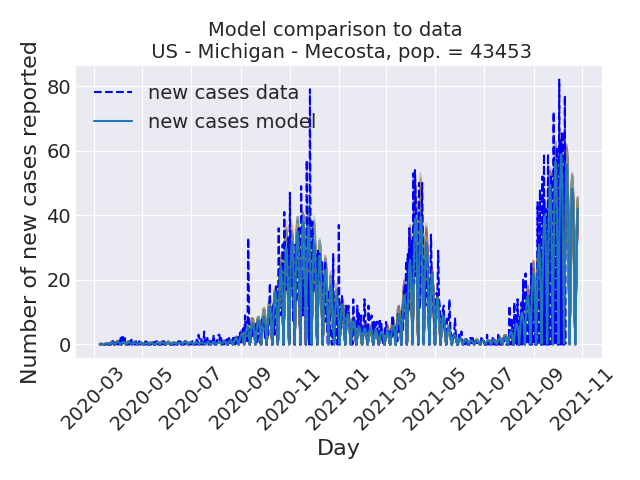 Model comparison to data
US - Michigan - Mecosta, pop. = 43453
Number of new cases reported
80
60
40
20
0
new cases data
new cases model
2020-03
2020-05
2020-07
2020-09
2020-11
2021-01
2021-03
2021-05
2021-07
2021-09
2021-11
Day